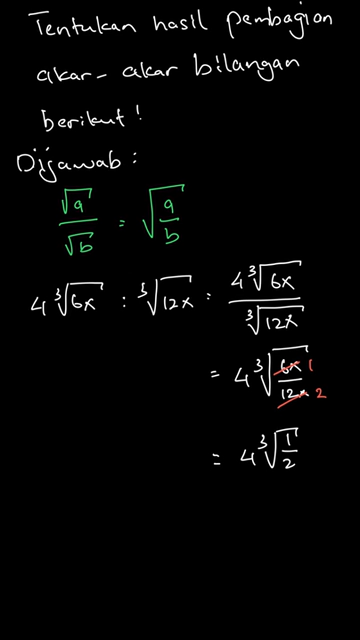 Tentukan hasil pembagian
akar-akar bilangan
berikut!
Dijawab:
√a/√b = √(a/b)
4∛6x : ∛12x = 4∛6x/∛12x
= 4∛(6x/12x) 1 2
= 4∛(1/2)